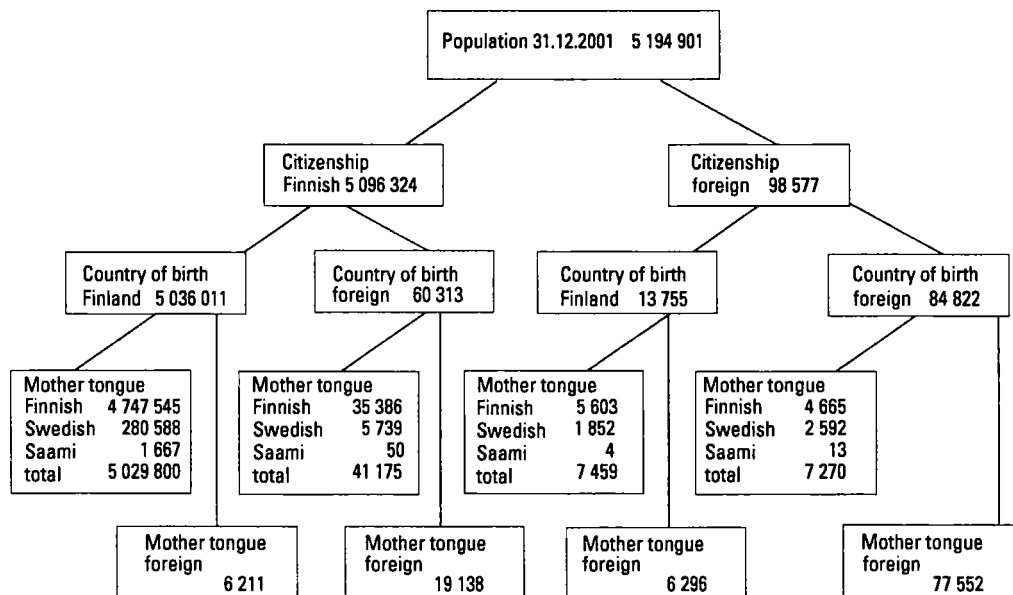 Population 31.12.2001 5 194 901
Citizenship
Finnish 5 096 324
Citizenship
foreign 98 577
Country of birth
Finland 5 036 011
Country of birth
foreign 60 313
Country of birth
Finland 13 755
Country of birth
foreign 84 822
Mother tongue
Finnish 4 747 545
Swedish 280 588
Saami 1 667
total 5 029 800
Mother tongue
Finnish 35 386
Swedish 5 739
Saami 50
total 41 175
Mother tongue
Finnish 5 603
Swedish 1 852
Saami 4
total 7 459
Mother tongue
Finnish 4 665
Swedish 2 592
Saami 13
total 7 270
Mother tongue
foreign
6 211
Mother tongue
foreign
19 138
Mother tongue
foreign
6 296
Mother tongue
foreign
77 552